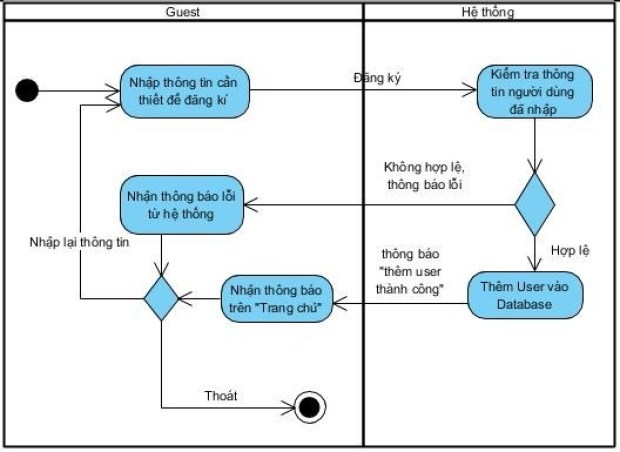 Guest
Hệ thống
Nhập thông tin cần
thiết để đăng kí
Đăng ký
Kiểm tra thông
tin người dùng
đã nhập
Không hợp lệ,
thông báo lỗi
Nhận thông báo lỗi
từ hệ thống
Nhập lại thông tin
Hợp lệ
thông báo
"thêm user
thành công"
Nhận thông báo
trên "Trang chủ"
Thêm User vào
Database
Thoát